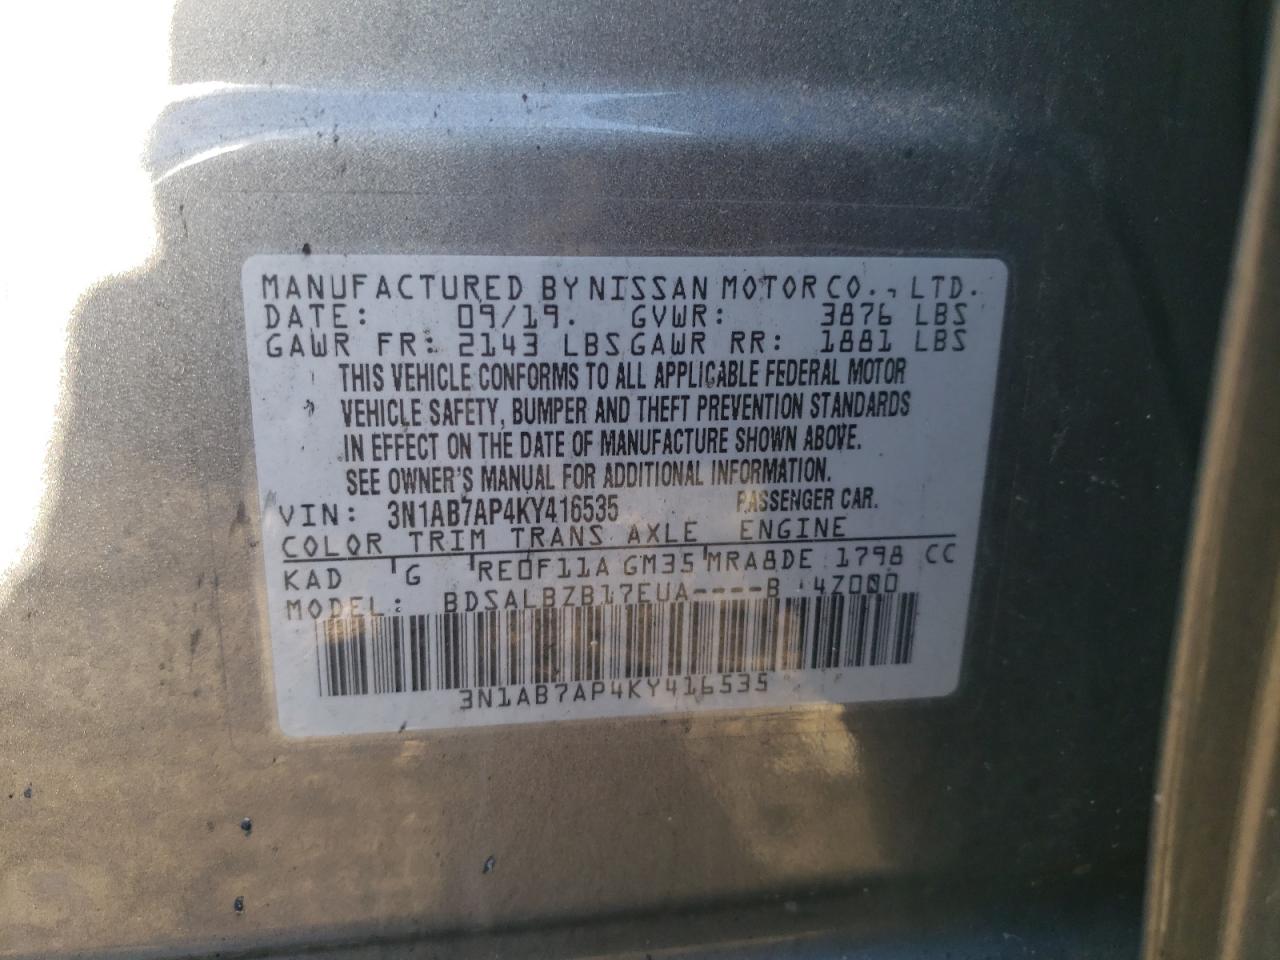 MANUFACTURED BY NISSAN MOTOR CO., LTD.
DATE: 09/19. GVWR: 3876 LBS
GAWR FR: 2143 LBS GAWR RR: 1881 LBS
THIS VEHICLE CONFORMS TO ALL APPLICABLE FEDERAL MOTOR
VEHICLE SAFETY, BUMPER AND THEFT PREVENTION STANDARDS
IN EFFECT ON THE DATE OF MANUFACTURE SHOWN ABOVE.
SEE OWNER'S MANUAL FOR ADDITIONAL INFORMATION.
VIN: 3N1AB7AP4KY416535 PASSENGER CAR.
COLOR TRIM TRANS AXLE ENGINE
KAD G RE0F11A GM35 MRA8DE 1798 CC
MODEL: BDSALBZB17EUA----B 4Z000
3N1AB7AP4KY416535